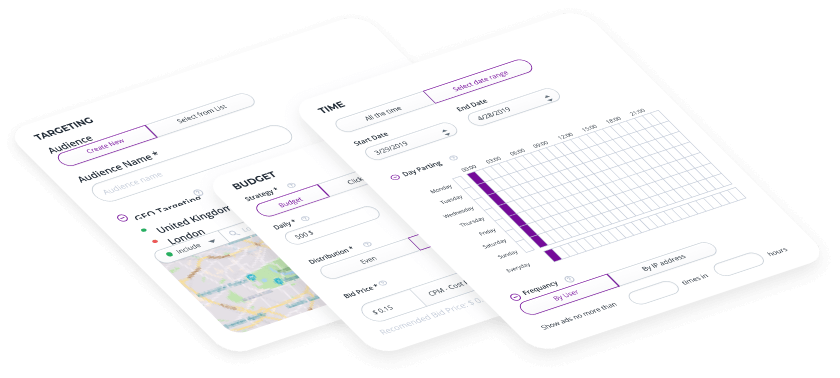 TARGETING
Audience
Create New
Select from List
Audience Name *
Audience name
GEO Targeting
United Kingdom
London
Include
BUDGET
Strategy *
Budget
Click
Daily *
500 $
Distribution *
Even
Bid Price *
$ 0.15
CPM - Cost
Recomended Bid Price: $ 0.
TIME
All the time
Select date range
Start Date
End Date
3/29/2019
4/28/2019
Day Parting
00:00 03:00 06:00 09:00 12:00 15:00 18:00 21:00
Monday
Tuesday
Wednesday
Thursday
Friday
Saturday
Sunday
Everyday
Frequancy
By User
By IP address
Show ads no more than
times in
hours